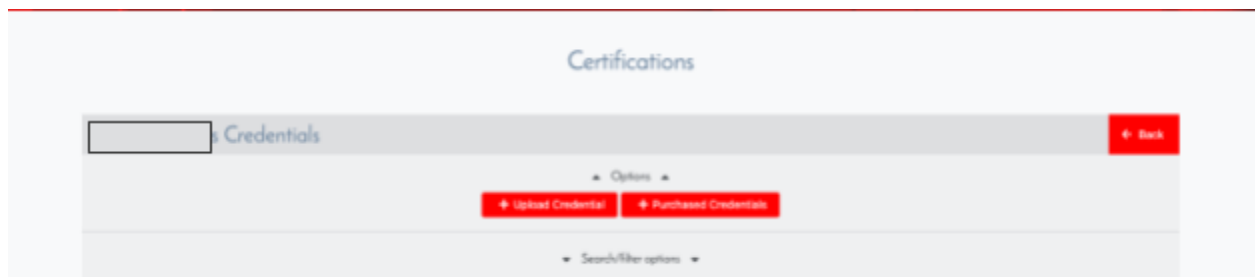 Certifications
s Credentials
← Back
▲ Options ▲
+ Upload Credential + Purchased Credentials
▼ Search/filter options ▼